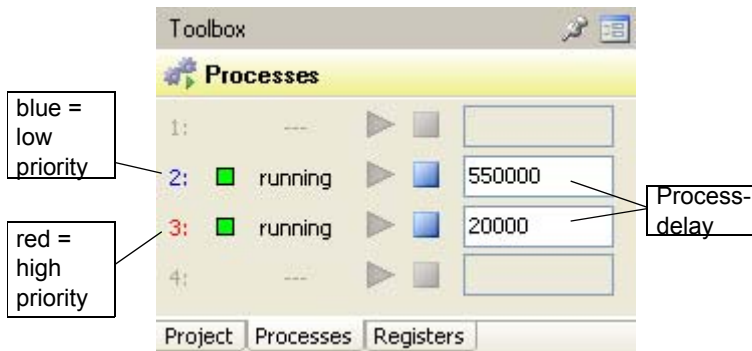 Toolbox
Processes
blue =
low
priority
1: ---
2: running 550000
3: running 20000
4: ---
Process-
delay
red =
high
priority
Project Processes Registers